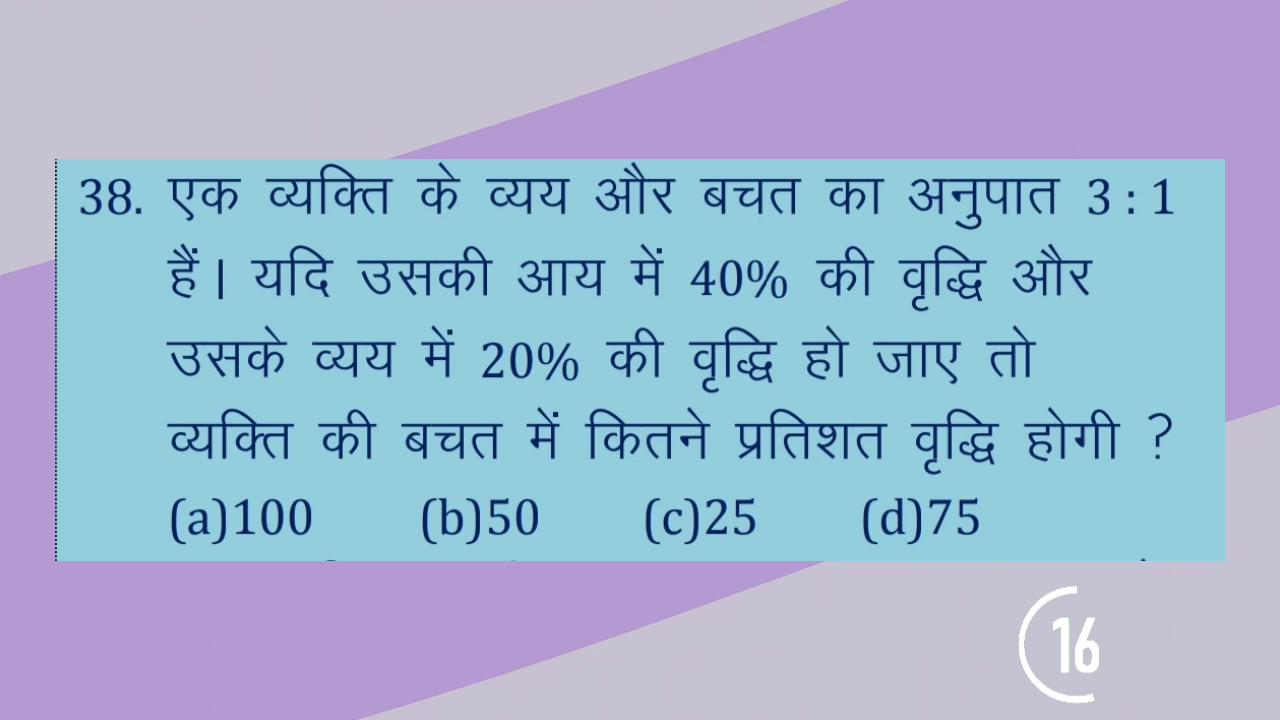 38. एक व्यक्ति के व्यय और बचत का अनुपात 3 : 1
हैं। यदि उसकी आय में 40% की वृद्धि और
उसके व्यय में 20% की वृद्धि हो जाए तो
व्यक्ति की बचत में कितने प्रतिशत वृद्धि होगी ?
(a)100 (b)50 (c)25 (d)75
16